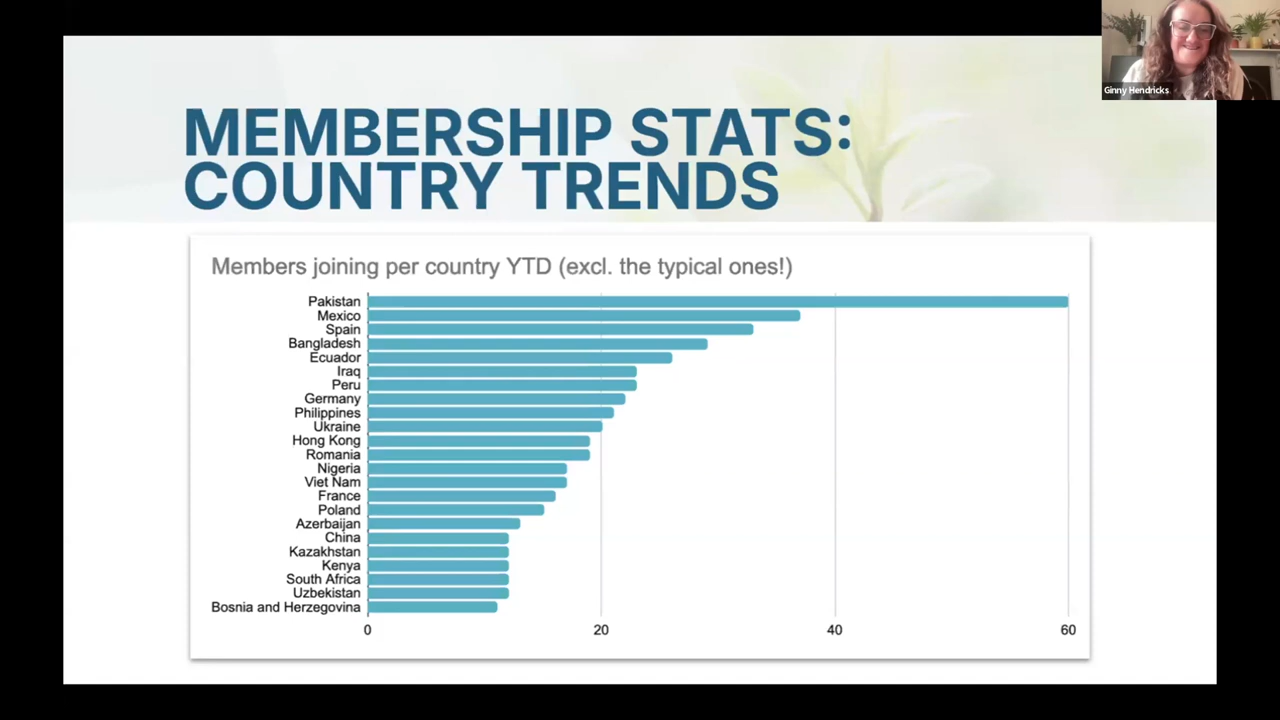 Ginny Hendricks
MEMBERSHIP STATS:
COUNTRY TRENDS
Members joining per country YTD (excl. the typical ones!)
Pakistan
Mexico
Spain
Bangladesh
Ecuador
Iraq
Peru
Germany
Philippines
Ukraine
Hong Kong
Romania
Nigeria
Viet Nam
France
Poland
Azerbaijan
China
Kazakhstan
Kenya
South Africa
Uzbekistan
Bosnia and Herzegovina
0 20 40 60